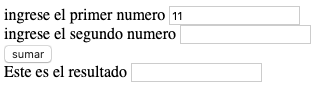 ingrese el primer numero 11
ingrese el segundo numero
sumar
Este es el resultado